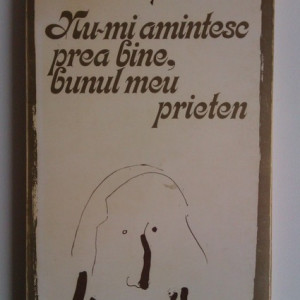 Nu-mi amintesc
prea bine,
bunul meu
prieten